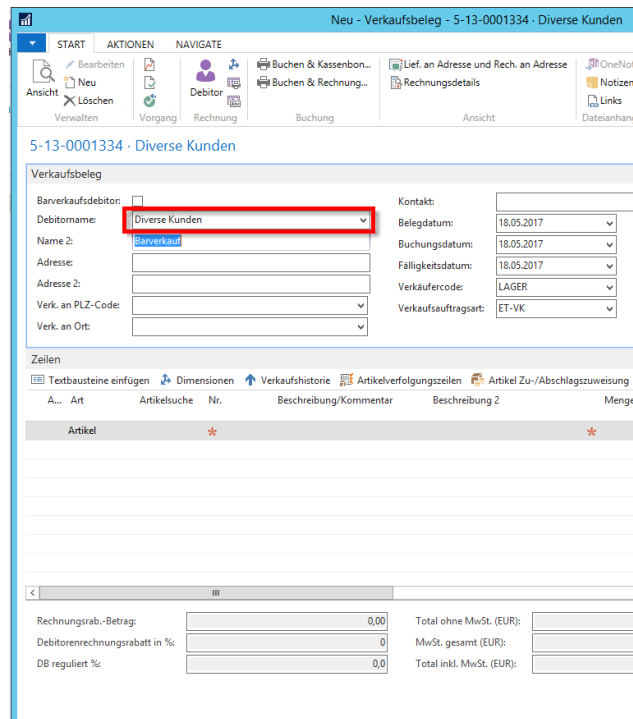 Neu - Verkaufsbeleg - 5-13-0001334 · Diverse Kunden
START AKTIONEN NAVIGATE
Ansicht
Bearbeiten
Neu
Löschen
Verwalten
Vorgang
Debitor
Rechnung
Buchen & Kassenbon...
Buchen & Rechnung...
Buchung
Lief. an Adresse und Rech. an Adresse
Rechnungsdetails
Ansicht
OneNot
Notizen
Links
Dateianhang
5-13-0001334 · Diverse Kunden
Verkaufsbeleg
Barverkaufsdebitor:
Debitorname: Diverse Kunden
Name 2: Barverkauf
Adresse:
Adresse 2:
Verk. an PLZ-Code:
Verk. an Ort:
Kontakt:
Belegdatum: 18.05.2017
Buchungsdatum: 18.05.2017
Fälligkeitsdatum: 18.05.2017
Verkäufercode: LAGER
Verkaufsauftragsart: ET-VK
Zeilen
Textbausteine einfügen Dimensionen Verkaufshistorie Artikelverfolgungszeilen Artikel Zu-/Abschlagszuweisung
A... Art Artikelsuche Nr. Beschreibung/Kommentar Beschreibung 2 Menge
Artikel * *
Rechnungsrab.-Betrag: 0,00
Debitorenrechnungsrabatt in %: 0
DB reguliert %: 0,0
Total ohne MwSt. (EUR):
MwSt. gesamt (EUR):
Total inkl. MwSt. (EUR):